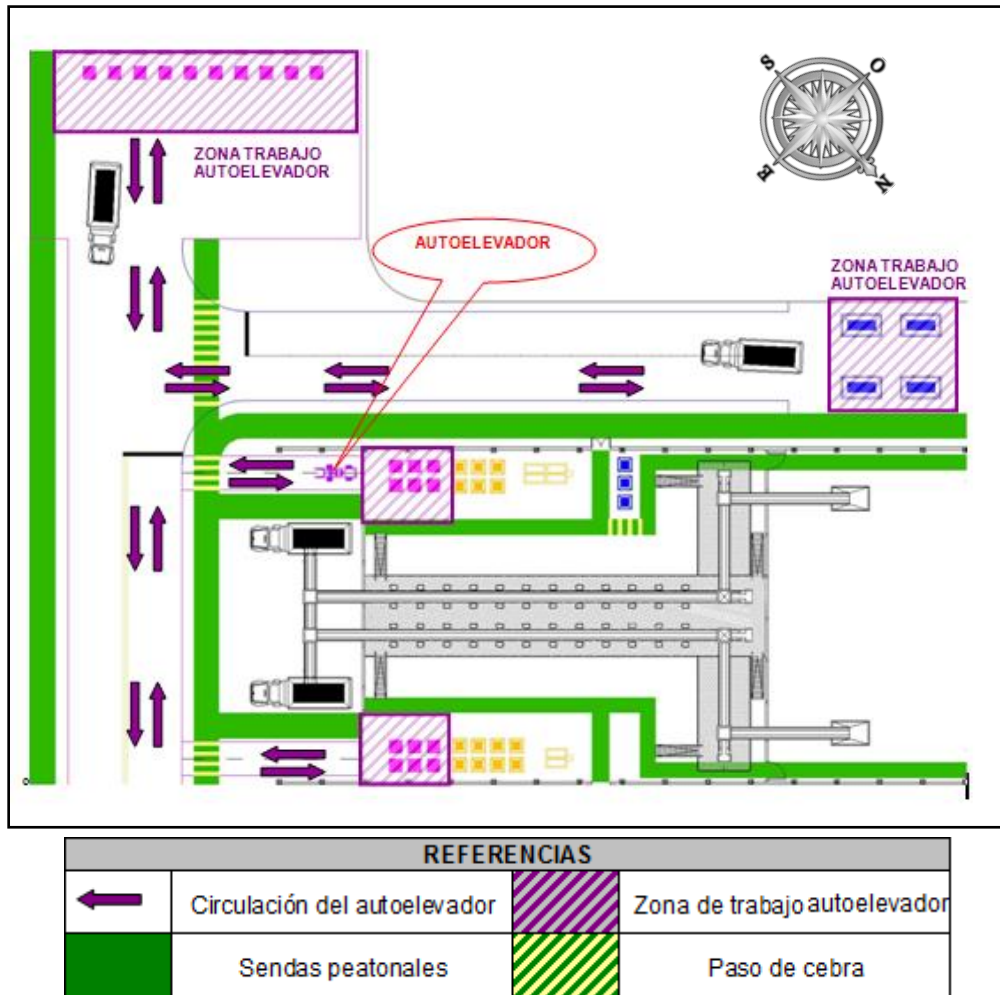 S
O
E
N
ZONA TRABAJO
AUTOELEVADOR
AUTOELEVADOR
ZONA TRABAJO
AUTOELEVADOR
REFERENCIAS
Circulación del autoelevador
Zona de trabajo autoelevador
Sendas peatonales
Paso de cebra